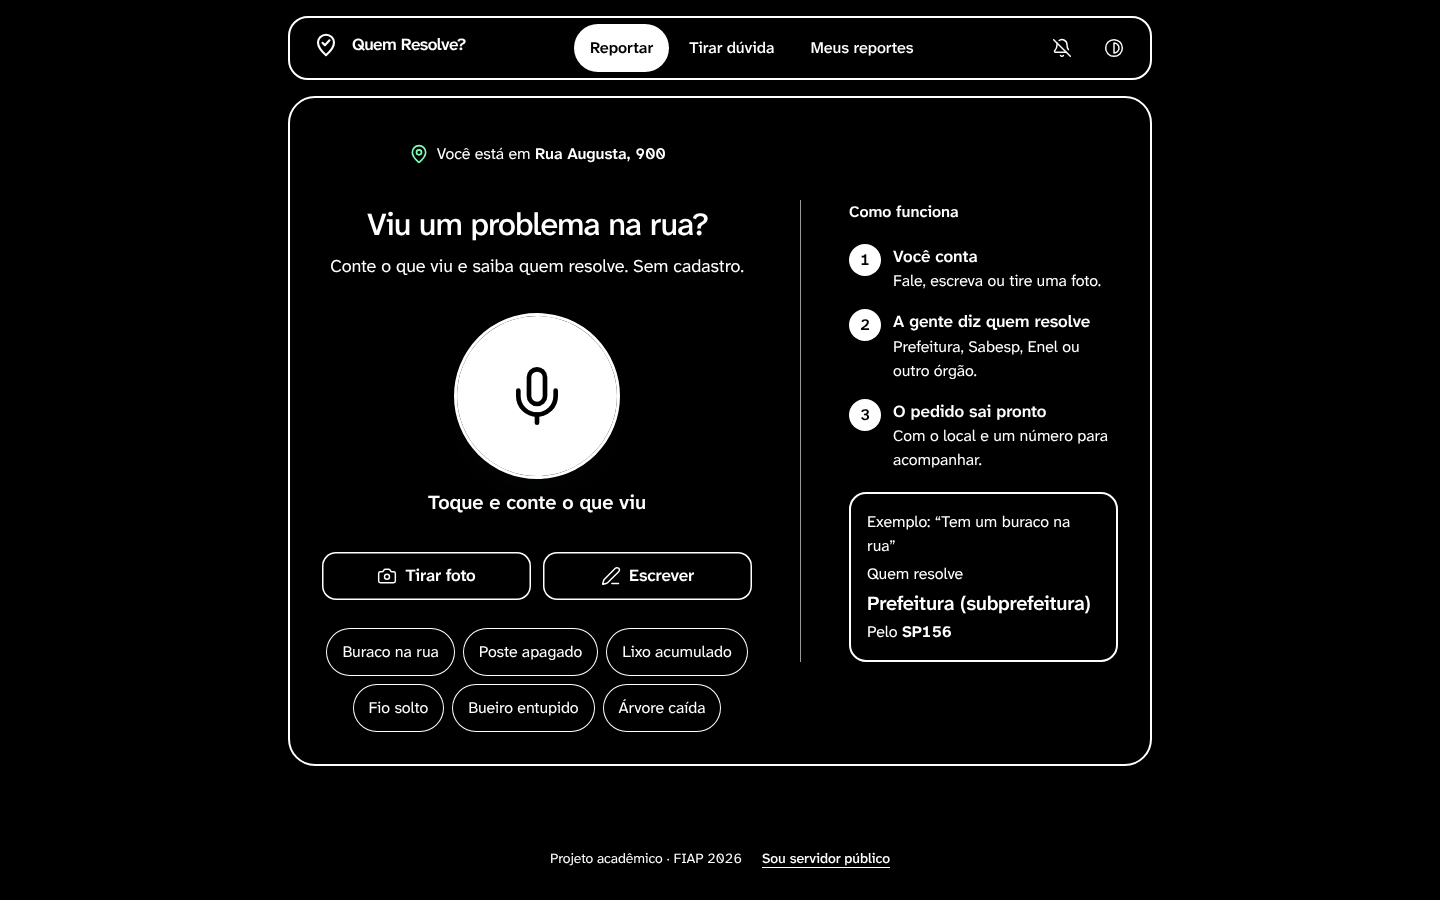 Quem Resolve?
Reportar
Tirar dúvida
Meus reportes
Você está em Rua Augusta, 900
Viu um problema na rua?
Conte o que viu e saiba quem resolve. Sem cadastro.
Toque e conte o que viu
Tirar foto
Escrever
Buraco na rua
Poste apagado
Lixo acumulado
Fio solto
Bueiro entupido
Árvore caída
Como funciona
1
Você conta
Fale, escreva ou tire uma foto.
2
A gente diz quem resolve
Prefeitura, Sabesp, Enel ou
outro órgão.
3
O pedido sai pronto
Com o local e um número para
acompanhar.
Exemplo: “Tem um buraco na
rua”
Quem resolve
Prefeitura (subprefeitura)
Pelo SP156
Projeto acadêmico · FIAP 2026
Sou servidor público